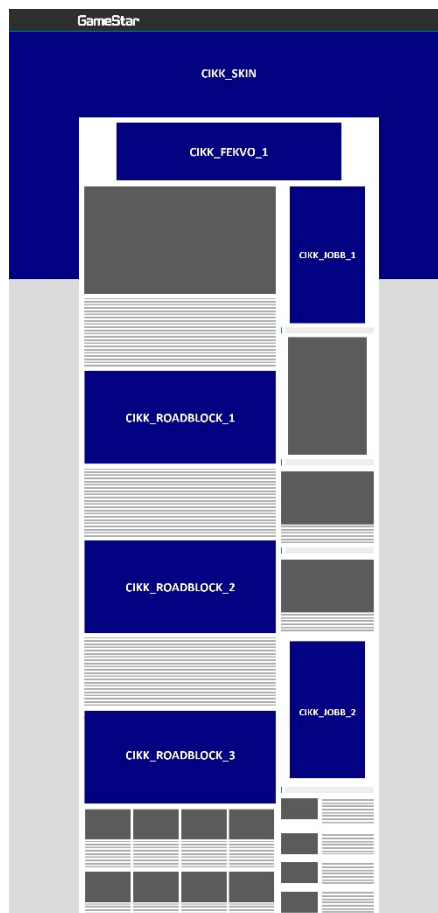 GameStar
CIKK_SKIN
CIKK_FEKVO_1
CIKK_JOBB_1
CIKK_ROADBLOCK_1
CIKK_ROADBLOCK_2
CIKK_JOBB_2
CIKK_ROADBLOCK_3